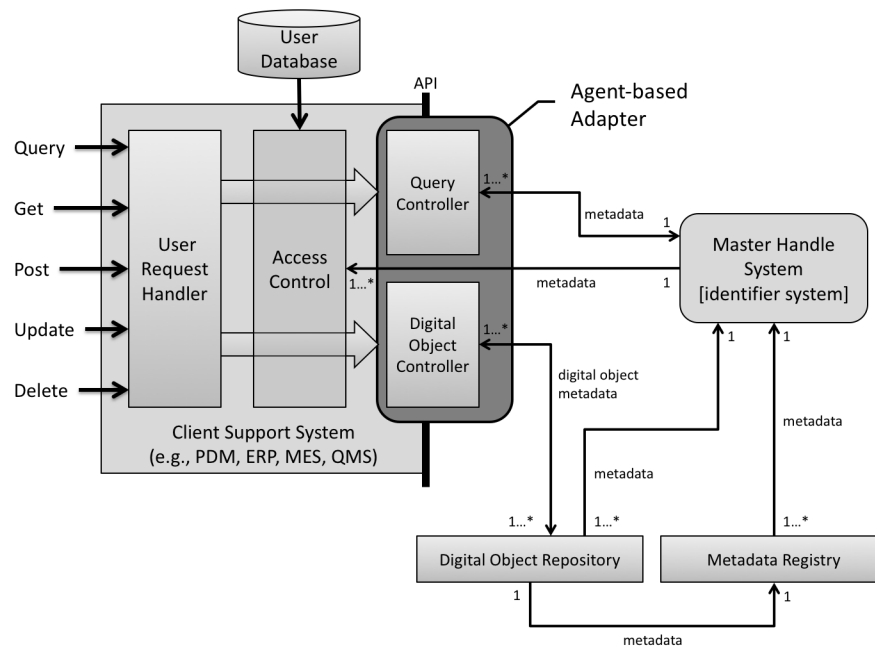 User
Database
API
Agent-based
Adapter
Query
Get
Post
Update
Delete
User
Request
Handler
Access
Control
1...*
Query
Controller
1...*
metadata
1
metadata
1
Master Handle
System
[identifier system]
Digital
Object
Controller
1...*
digital object
metadata
1
1
metadata
metadata
Client Support System
(e.g., PDM, ERP, MES, QMS)
1...*
1...*
1...*
Digital Object Repository
Metadata Registry
1
1
metadata